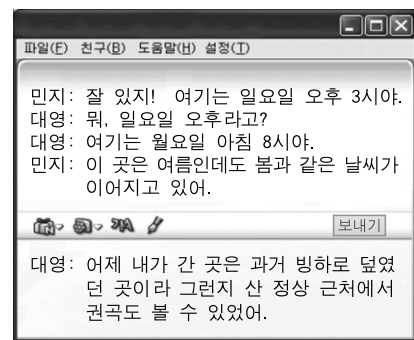 파일(F) 친구(B) 도움말(H) 설정(T)
민지: 잘 있지! 여기는 일요일 오후 3시야.
대영: 뭐, 일요일 오후라고?
대영: 여기는 월요일 아침 8시야.
민지: 이 곳은 여름인데도 봄과 같은 날씨가
이어지고 있어.
보내기
대영: 어제 내가 간 곳은 과거 빙하로 덮였
던 곳이라 그런지 산 정상 근처에서
권곡도 볼 수 있었어.